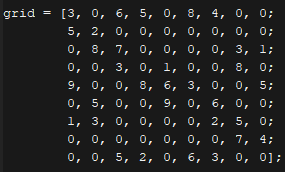 grid = [3, 0, 6, 5, 0, 8, 4, 0, 0;
5, 2, 0, 0, 0, 0, 0, 0, 0;
0, 8, 7, 0, 0, 0, 0, 3, 1;
0, 0, 3, 0, 1, 0, 0, 8, 0;
9, 0, 0, 8, 6, 3, 0, 0, 5;
0, 5, 0, 0, 9, 0, 6, 0, 0;
1, 3, 0, 0, 0, 0, 2, 5, 0;
0, 0, 0, 0, 0, 0, 0, 7, 4;
0, 0, 5, 2, 0, 6, 3, 0, 0];